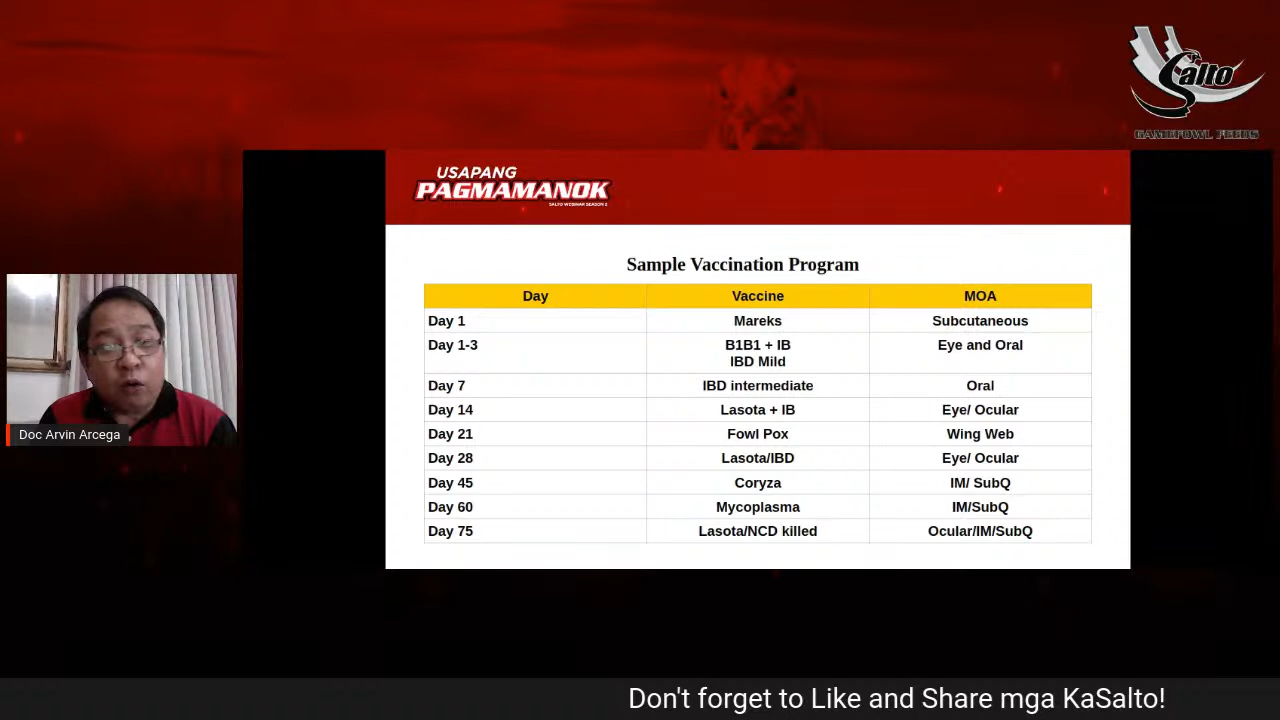 Salto
GAMEFOWL FEEDS
USAPANG
PAGMAMANOK
SALTO WEBINAR SEASON 2
Sample Vaccination Program
Day Vaccine MOA
Day 1 Mareks Subcutaneous
Day 1-3 B1B1 + IB Eye and Oral
IBD Mild
Day 7 IBD intermediate Oral
Day 14 Lasota + IB Eye/ Ocular
Day 21 Fowl Pox Wing Web
Day 28 Lasota/IBD Eye/ Ocular
Day 45 Coryza IM/ SubQ
Day 60 Mycoplasma IM/SubQ
Day 75 Lasota/NCD killed Ocular/IM/SubQ
Doc Arvin Arcega
Don't forget to Like and Share mga KaSalto!